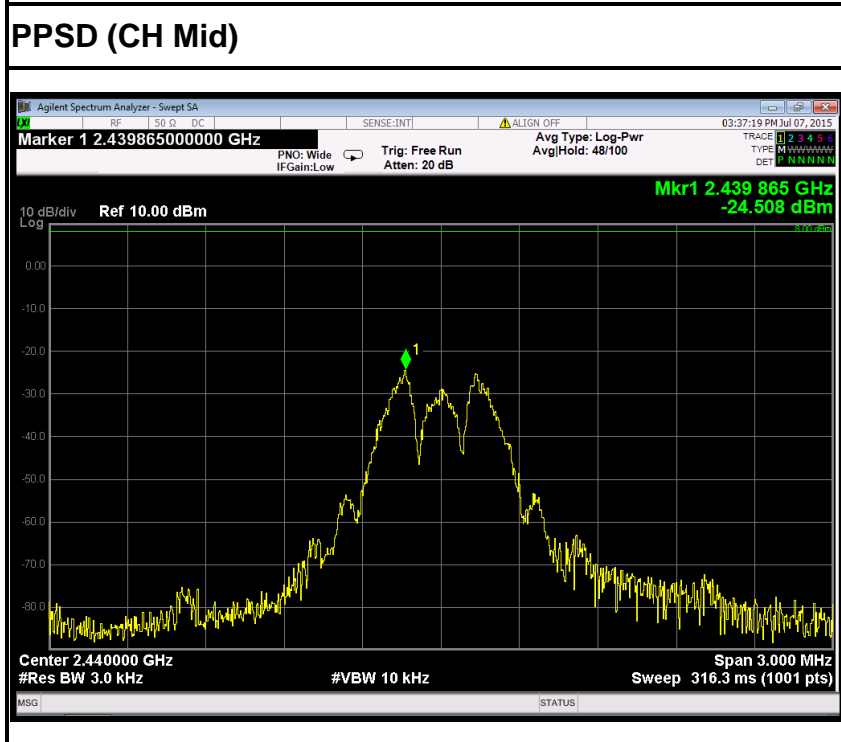 PPSD (CH Mid)
Agilent Spectrum Analyzer - Swept SA
LXI RF 50 Ω DC SENSE:INT ALIGN OFF 03:37:19 PM Jul 07, 2015
Marker 1 2.439865000000 GHz
PNO: Wide
IFGain:Low
Trig: Free Run
Atten: 20 dB
Avg Type: Log-Pwr
Avg|Hold: 48/100
TRACE 1 2 3 4 5 6
TYPE M WWWWW
DET P N N N N N
Mkr1 2.439 865 GHz
-24.508 dBm
10 dB/div Ref 10.00 dBm
Log
8.00 dBm
0.00
-10.0
1
-20.0
-30.0
-40.0
-50.0
-60.0
-70.0
-80.0
Center 2.440000 GHz Span 3.000 MHz
#Res BW 3.0 kHz #VBW 10 kHz Sweep 316.3 ms (1001 pts)
MSG STATUS